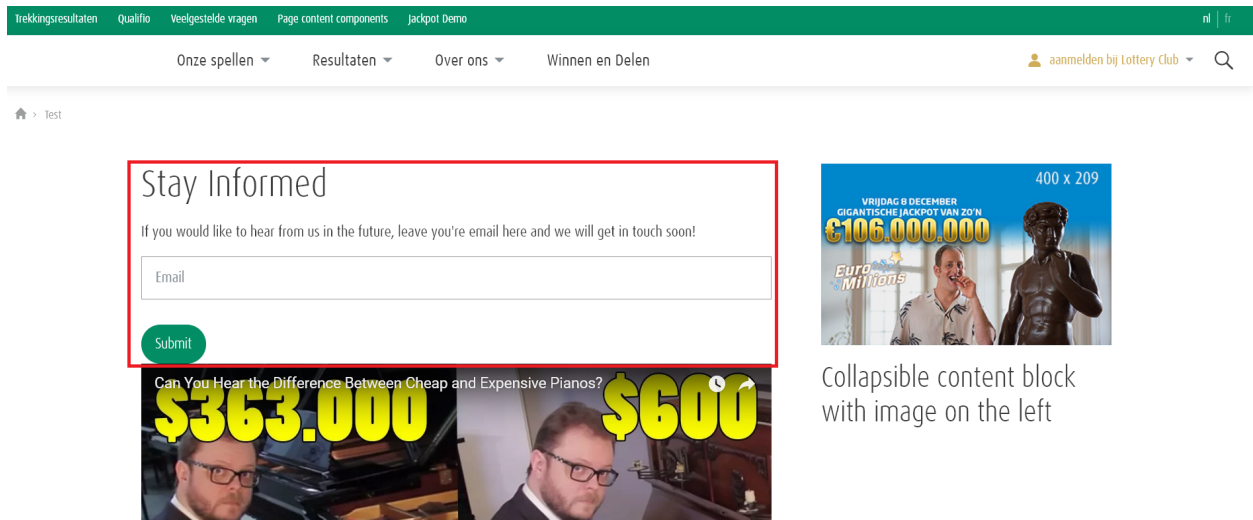 Trekkingsresultaten Qualifio Veelgestelde vragen Page content components Jackpot Demo nl fr
Onze spellen Resultaten Over ons Winnen en Delen aanmelden bij Lottery Club
> Test
Stay Informed
If you would like to hear from us in the future, leave you're email here and we will get in touch soon!
Email
Submit
Can You Hear the Difference Between Cheap and Expensive Pianos?
$363.000 $600
400 x 209
VRIJDAG 8 DECEMBER
GIGANTISCHE JACKPOT VAN ZO'N
€106.000.000
Euro
Millions
Collapsible content block
with image on the left